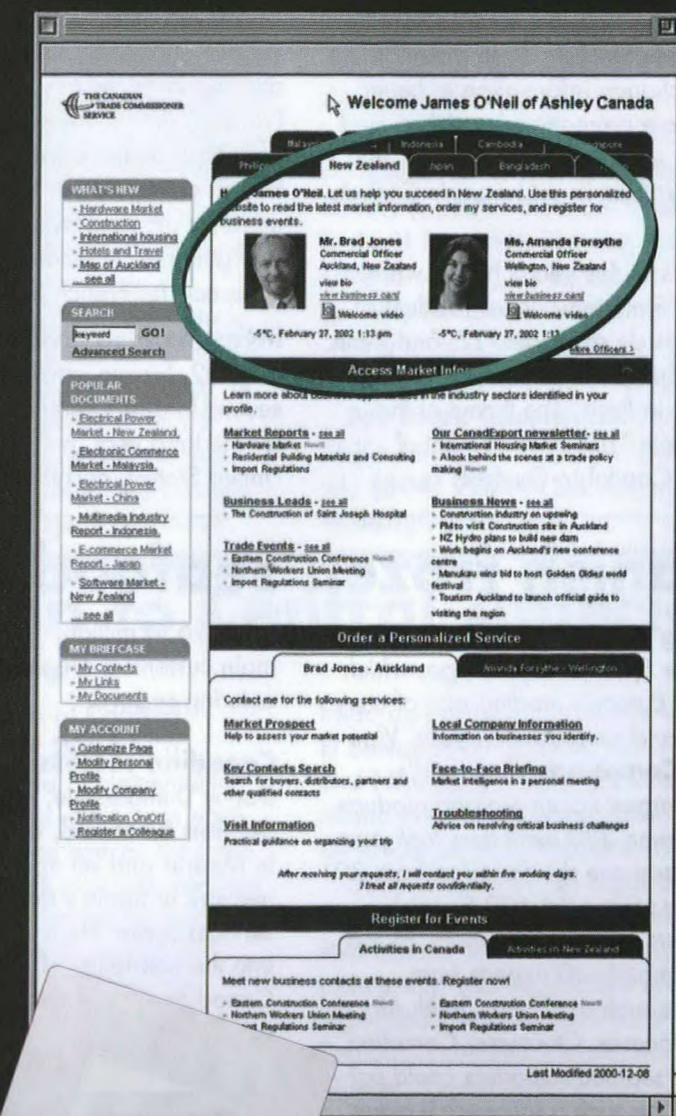 THE CANADIAN
TRADE COMMISSIONER
SERVICE
Welcome James O'Neil of Ashley Canada
Indonesia
Cambodia
New Zealand
Japan
Bangladesh
James O'Neil. Let us help you succeed in New Zealand. Use this personalized
website to read the latest market information, order my services, and register for
business events.
Mr. Brad Jones
Commercial Officer
Auckland, New Zealand
view bio
view business card
Welcome video
-5°C, February 27, 2002 1:13 pm
Ms. Amanda Forsythe
Commercial Officer
Wellington, New Zealand
view bio
view business card
Welcome video
-5°C, February 27, 2002 1:13
More Officers >
WHAT'S NEW
Hardware Market
Construction
International housing
Hotels and Travel
Map of Auckland
... see all
SEARCH
keyword GO!
Advanced Search
POPULAR
DOCUMENTS
Electrical Power
Market - New Zealand.
Electronic Commerce
Market - Malaysia.
Electrical Power
Market - China
Multimedia Industry
Report - Indonesia.
E-commerce Market
Report - Japan
Software Market -
New Zealand
... see all
MY BRIEFCASE
My Contacts
My Links
My Documents
MY ACCOUNT
Customize Page
Modify Personal
Profile
Modify Company
Profile
Notification On/Off
Register a Colleague
Access Market
Learn more about business opportunities in the industry sectors identified in your
profile.
Market Reports - see all
Hardware Market New!!
Residential Building Materials and Consulting
Import Regulations
Business Leads - see all
The Construction of Saint Joseph Hospital
Trade Events - see all
Eastern Construction Conference New!!
Northern Workers Union Meeting
Import Regulations Seminar
Our CanadExport newsletter- see all
International Housing Market Seminars
A look behind the scenes at a trade policy
making New!!
Business News - see all
Construction industry on upswing
PM to visit Construction site in Auckland
NZ Hydro plans to build new dam
Work begins on Auckland's new conference
centre
Manukau wins bid to host Golden Oldies world
festival
Tourism Auckland to launch official guide to
visiting the region
Order a Personalized Service
Brad Jones - Auckland
Amanda Forsythe - Wellington
Contact me for the following services:
Market Prospect
Help to assess your market potential
Key Contacts Search
Search for buyers, distributors, partners and
other qualified contacts
Visit Information
Practical guidance on organizing your trip
Local Company Information
Information on businesses you identify.
Face-to-Face Briefing
Market intelligence in a personal meeting
Troubleshooting
Advice on resolving critical business challenges
After receiving your requests, I will contact you within five working days.
I treat all requests confidentially.
Register for Events
Activities in Canada
Activities in New Zealand
Meet new business contacts at these events. Register now!
Eastern Construction Conference New!!
Northern Workers Union Meeting
Import Regulations Seminar
Eastern Construction Conference New!!
Northern Workers Union Meeting
Import Regulations Seminar
Last Modified 2000-12-08